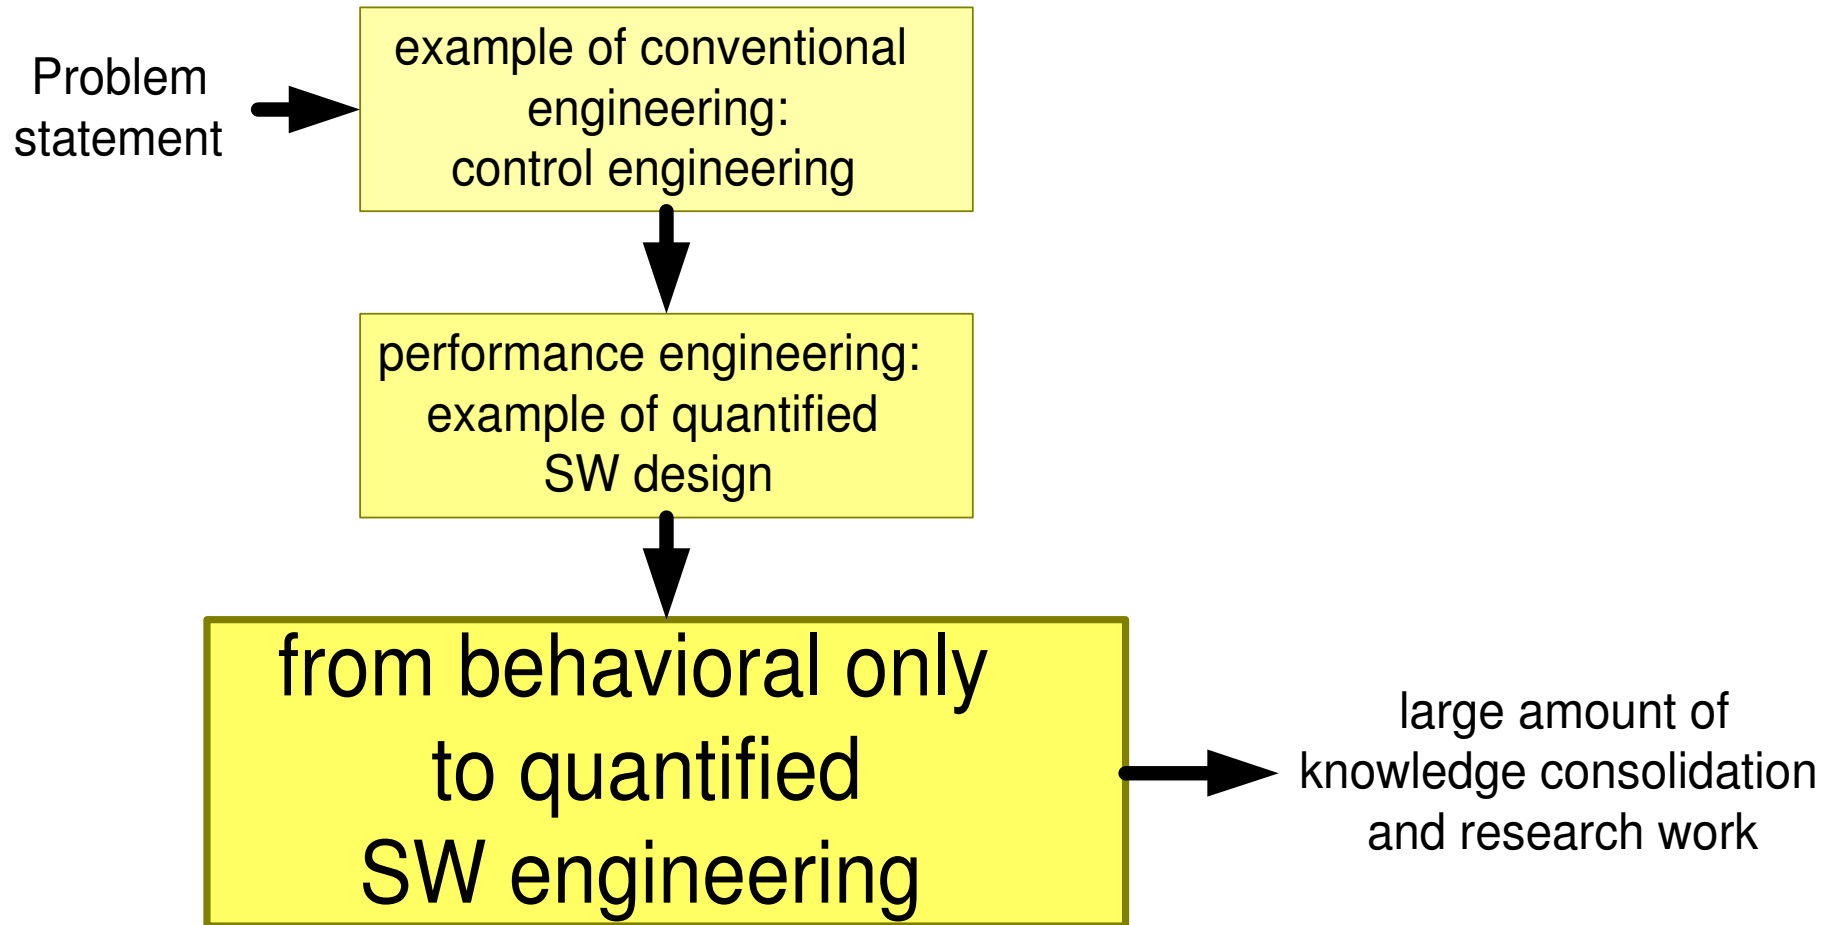 Problem
statement
example of conventional
engineering:
control engineering
performance engineering:
example of quantified
SW design
from behavioral only
to quantified
SW engineering
large amount of
knowledge consolidation
and research work